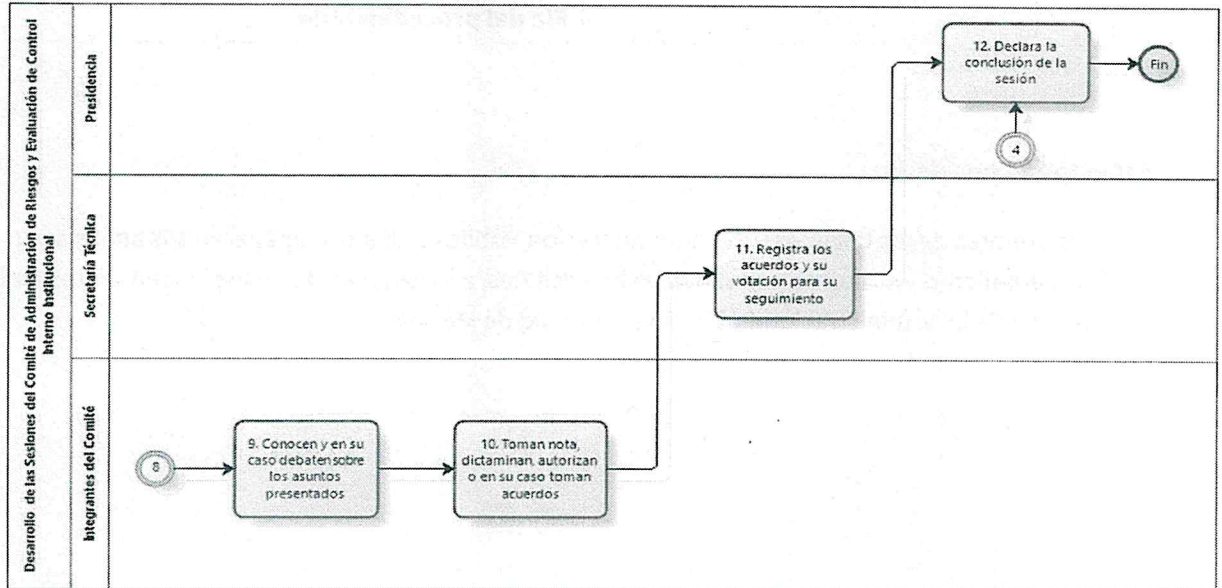 Desarrollo de las Sesiones del Comité de Administración de Riesgos y Evaluación de Control
Interno Institucional
Presidencia
12. Declara la
conclusión de la
sesión
Fin
4
Secretaría Técnica
11. Registra los
acuerdos y su
votación para su
seguimiento
Integrantes del Comité
8
9. Conocen y en su
caso debaten sobre
los asuntos
presentados
10. Toman nota,
dictaminan, autorizan
o en su caso toman
acuerdos